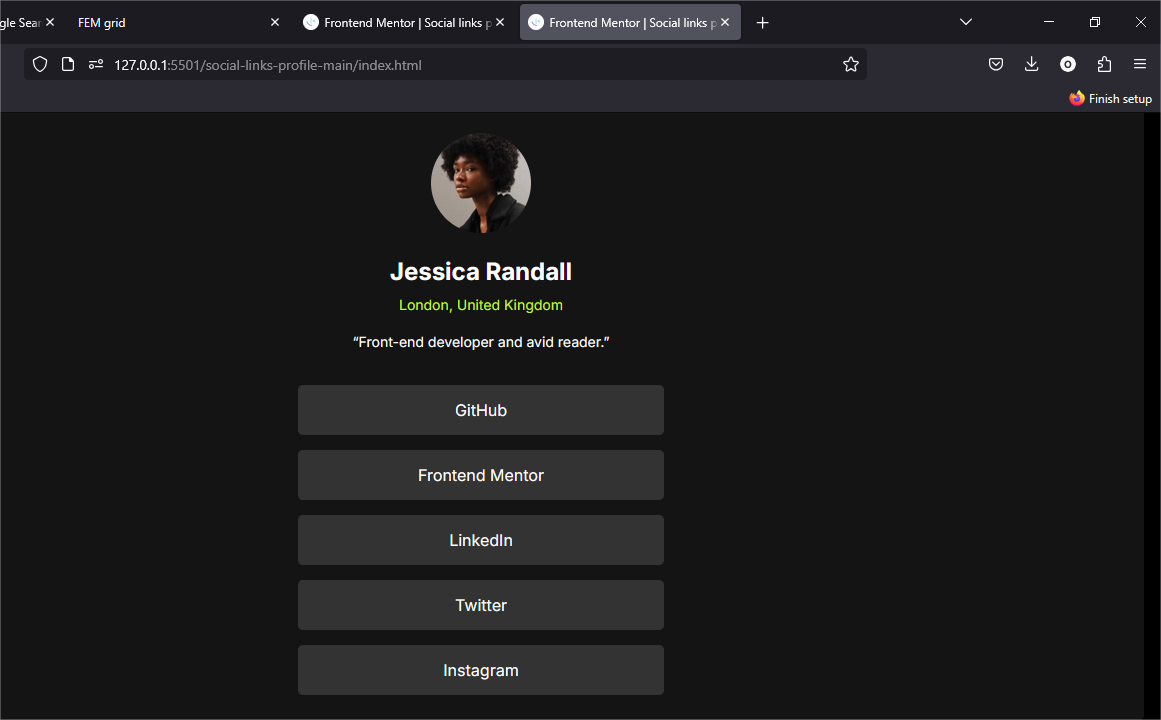 gle Sear
FEM grid
Frontend Mentor | Social links p
Frontend Mentor | Social links p
127.0.0.1:5501/social-links-profile-main/index.html
Finish setup
Jessica Randall
London, United Kingdom
“Front-end developer and avid reader.”
GitHub
Frontend Mentor
LinkedIn
Twitter
Instagram